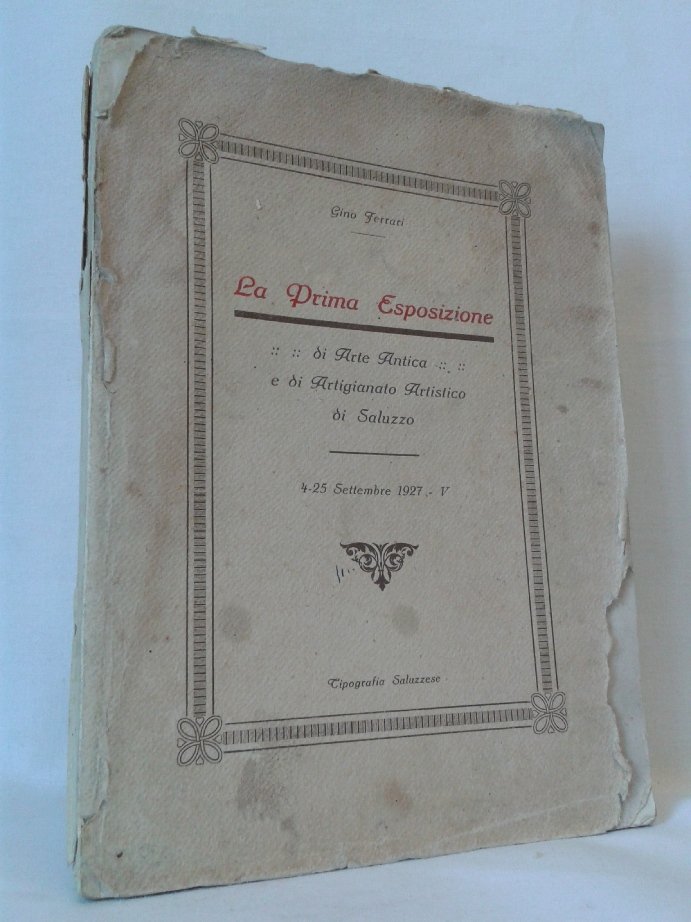 Gino Ferrari
La Prima Esposizione
:: :: di Arte Antica :: ::
e di Artigianato Artistico
di Saluzzo
4-25 Settembre 1927 - V
Tipografia Saluzzese